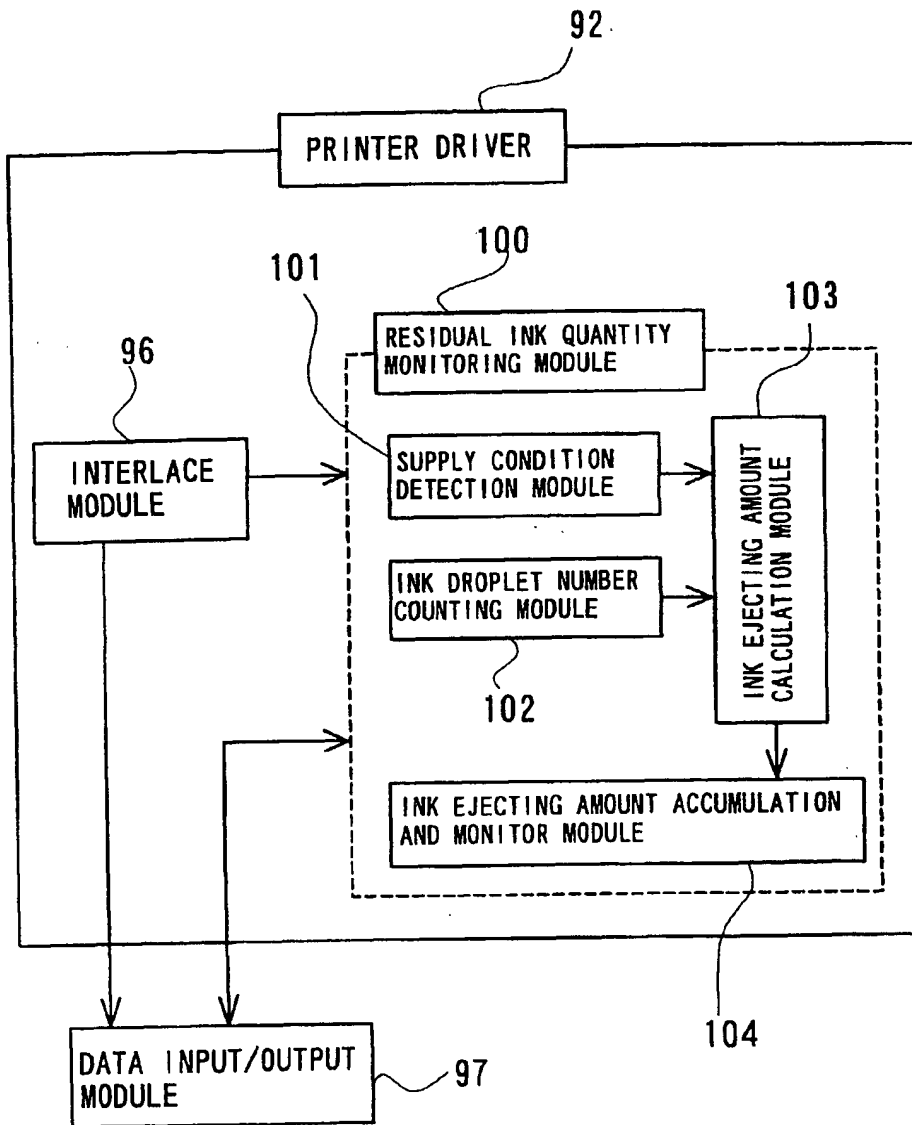 92
PRINTER DRIVER
100
101
103
RESIDUAL INK QUANTITY
MONITORING MODULE
96
INTERLACE
MODULE
SUPPLY CONDITION
DETECTION MODULE
INK DROPLET NUMBER
COUNTING MODULE
102
INK EJECTING AMOUNT
CALCULATION MODULE
INK EJECTING AMOUNT ACCUMULATION
AND MONITOR MODULE
104
DATA INPUT/OUTPUT
MODULE
97